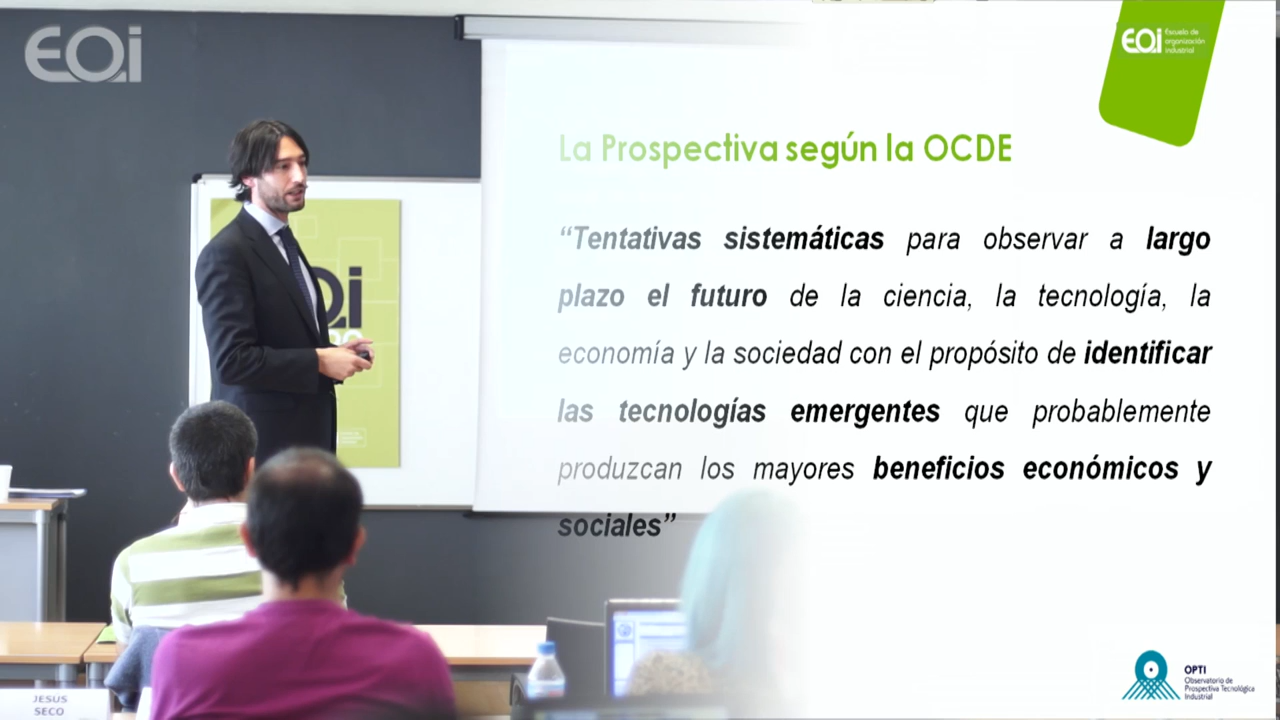 EOi
EOi Escuela de
organización
industrial
La Prospectiva según la OCDE
“Tentativas sistemáticas para observar a largo
plazo el futuro de la ciencia, la tecnología, la
economía y la sociedad con el propósito de identificar
las tecnologías emergentes que probablemente
produzcan los mayores beneficios económicos y
sociales”
OPTI
Observatorio de
Prospectiva Tecnológica
Industrial
JESÚS
SECO